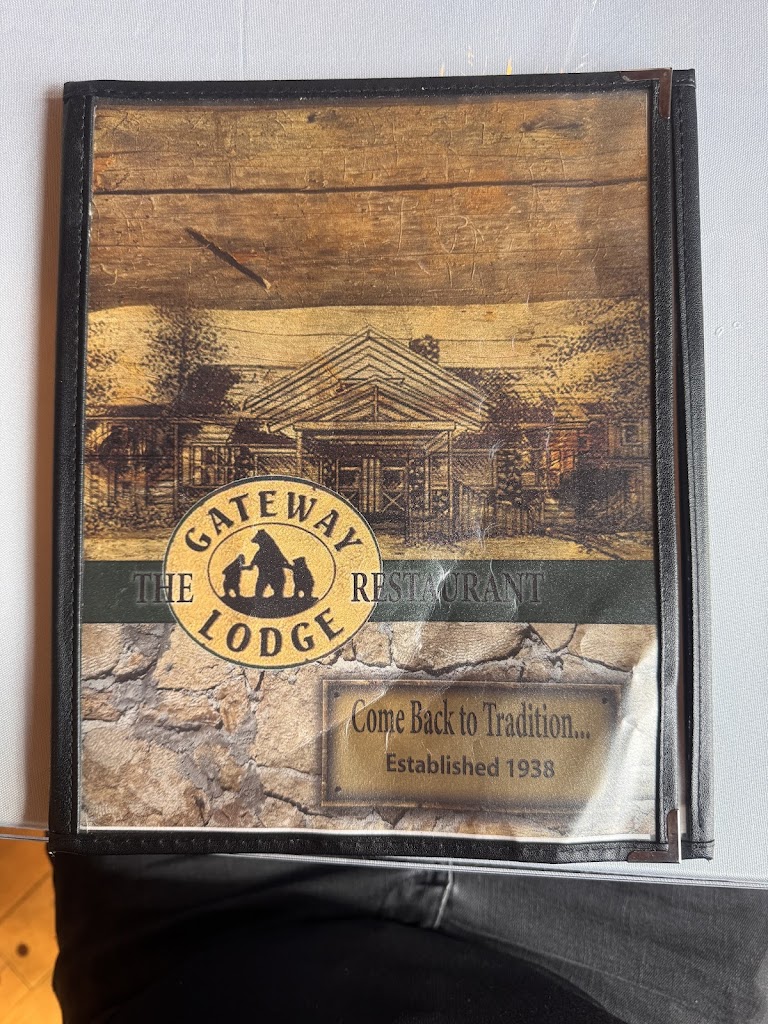 GATEWAY
THE RESTAURANT
LODGE
Come Back to Tradition...
Established 1938